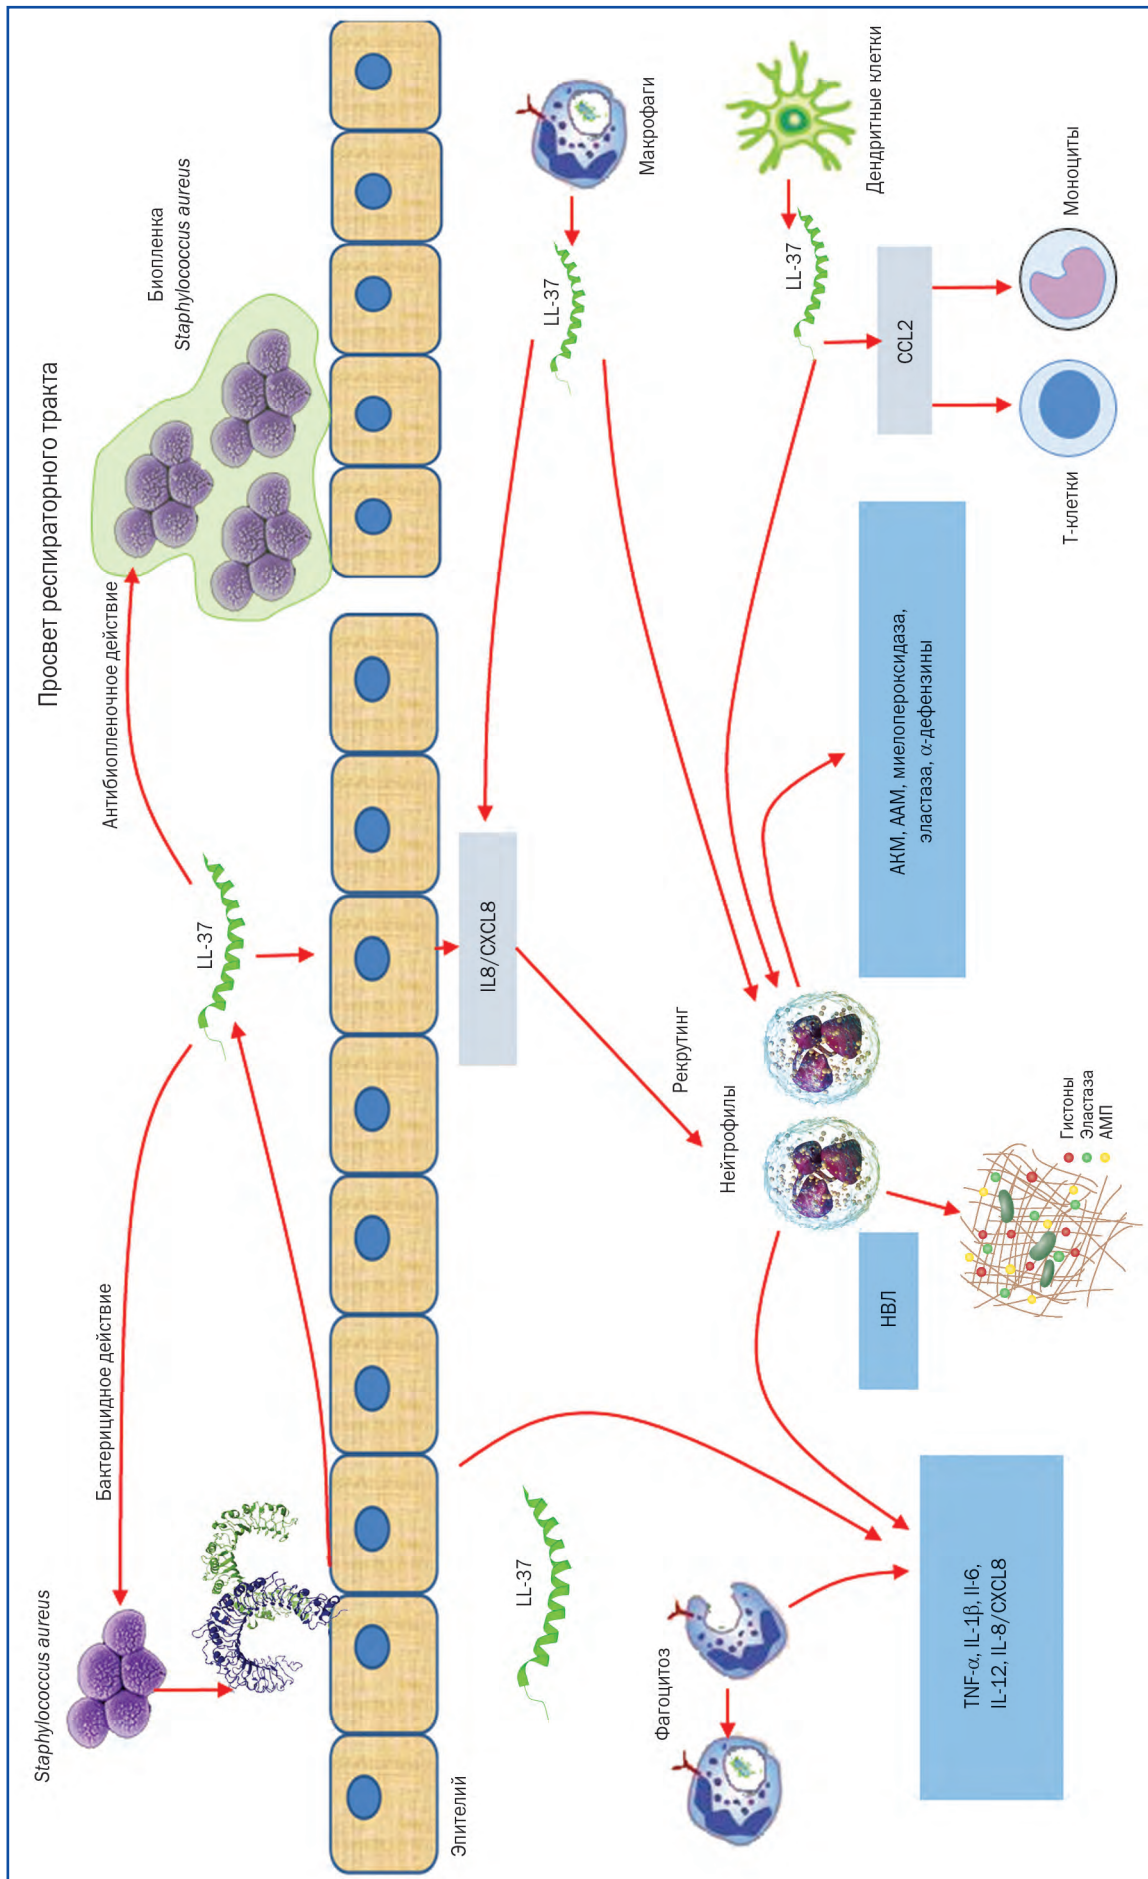 Просвет респираторного тракта
Staphylococcus aureus
Бактерицидное действие
LL-37
Антибиопленочное действие
Биопленка
Staphylococcus aureus
Эпителий
LL-37
IL8/CXCL8
LL-37
Макрофаги
Фагоцитоз
Нейтрофилы
Рекрутинг
LL-37
Дендритные клетки
TNF-α, IL-1β, Il-6,
IL-12, IL-8/CXCL8
НВЛ
АКМ, ААМ, миелопероксидаза,
эластаза, α-дефензины
CCL2
Гистоны
Эластаза
АМП
Т-клетки
Моноциты